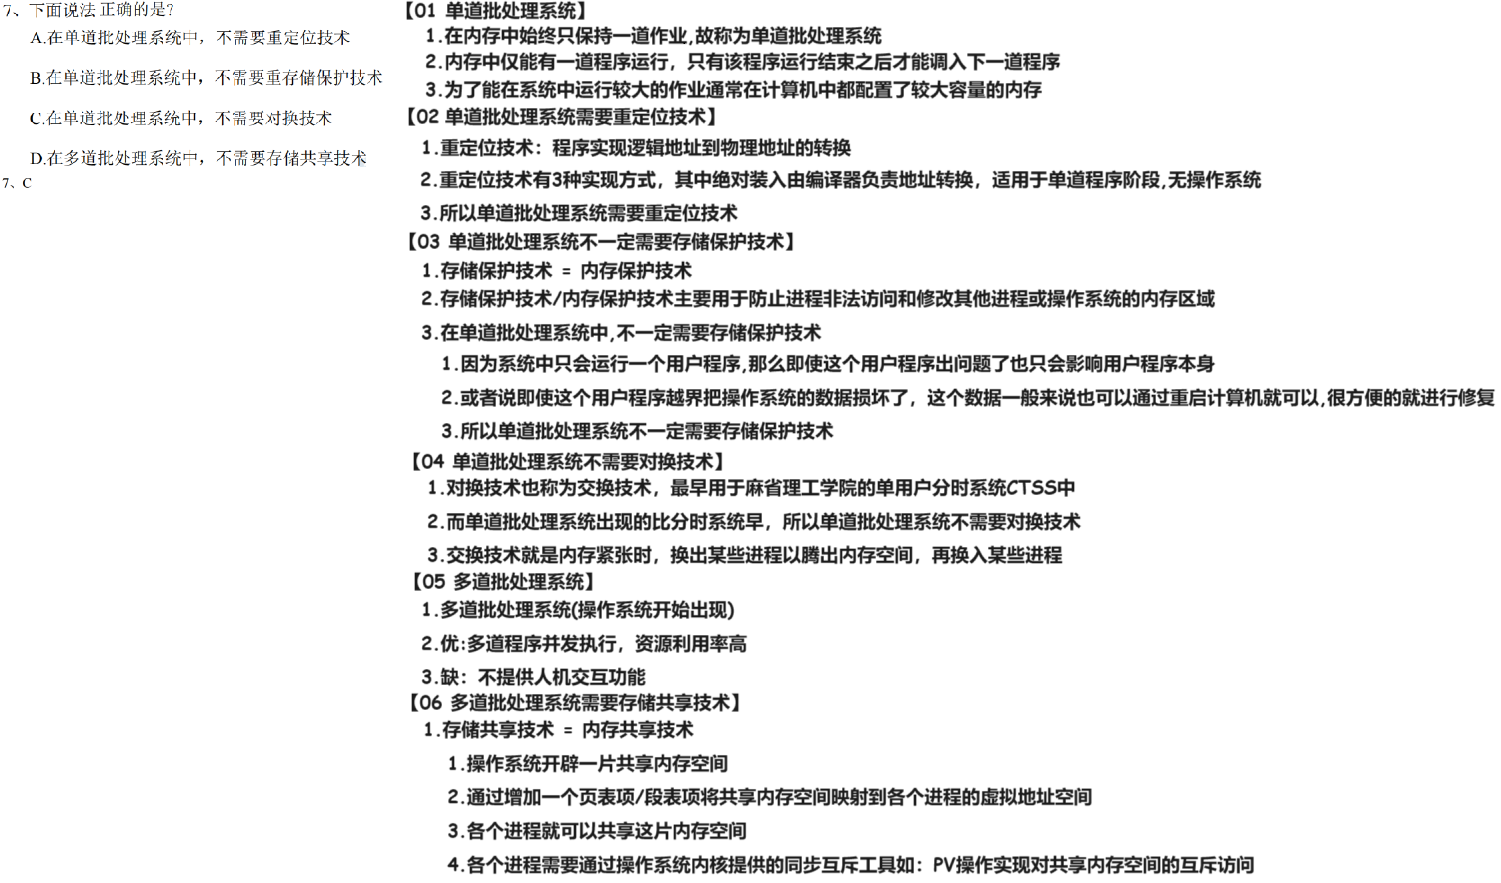 7、下面说法正确的是?
A.在单道批处理系统中，不需要重定位技术
B.在单道批处理系统中，不需要重存储保护技术
C.在单道批处理系统中，不需要对换技术
D.在多道批处理系统中，不需要存储共享技术
7、C
【01 单道批处理系统】
1.在内存中始终只保持一道作业,故称为单道批处理系统
2.内存中仅能有一道程序运行，只有该程序运行结束之后才能调入下一道程序
3.为了能在系统中运行较大的作业通常在计算机中都配置了较大容量的内存
【02 单道批处理系统需要重定位技术】
1.重定位技术：程序实现逻辑地址到物理地址的转换
2.重定位技术有3种实现方式，其中绝对装入由编译器负责地址转换，适用于单道程序阶段,无操作系统
3.所以单道批处理系统需要重定位技术
【03 单道批处理系统不一定需要存储保护技术】
1.存储保护技术 = 内存保护技术
2.存储保护技术/内存保护技术主要用于防止进程非法访问和修改其他进程或操作系统的内存区域
3.在单道批处理系统中,不一定需要存储保护技术
1.因为系统中只会运行一个用户程序,那么即使这个用户程序出问题了也只会影响用户程序本身
2.或者说即使这个用户程序越界把操作系统的数据损坏了，这个数据一般来说也可以通过重启计算机就可以,很方便的就进行修复
3.所以单道批处理系统不一定需要存储保护技术
【04 单道批处理系统不需要对换技术】
1.对换技术也称为交换技术，最早用于麻省理工学院的单用户分时系统CTSS中
2.而单道批处理系统出现的比分时系统早，所以单道批处理系统不需要对换技术
3.交换技术就是内存紧张时，换出某些进程以腾出内存空间，再换入某些进程
【05 多道批处理系统】
1.多道批处理系统(操作系统开始出现)
2.优:多道程序并发执行，资源利用率高
3.缺：不提供人机交互功能
【06 多道批处理系统需要存储共享技术】
1.存储共享技术 = 内存共享技术
1.操作系统开辟一片共享内存空间
2.通过增加一个页表项/段表项将共享内存空间映射到各个进程的虚拟地址空间
3.各个进程就可以共享这片内存空间
4.各个进程需要通过操作系统内核提供的同步互斥工具如：PV操作实现对共享内存空间的互斥访问